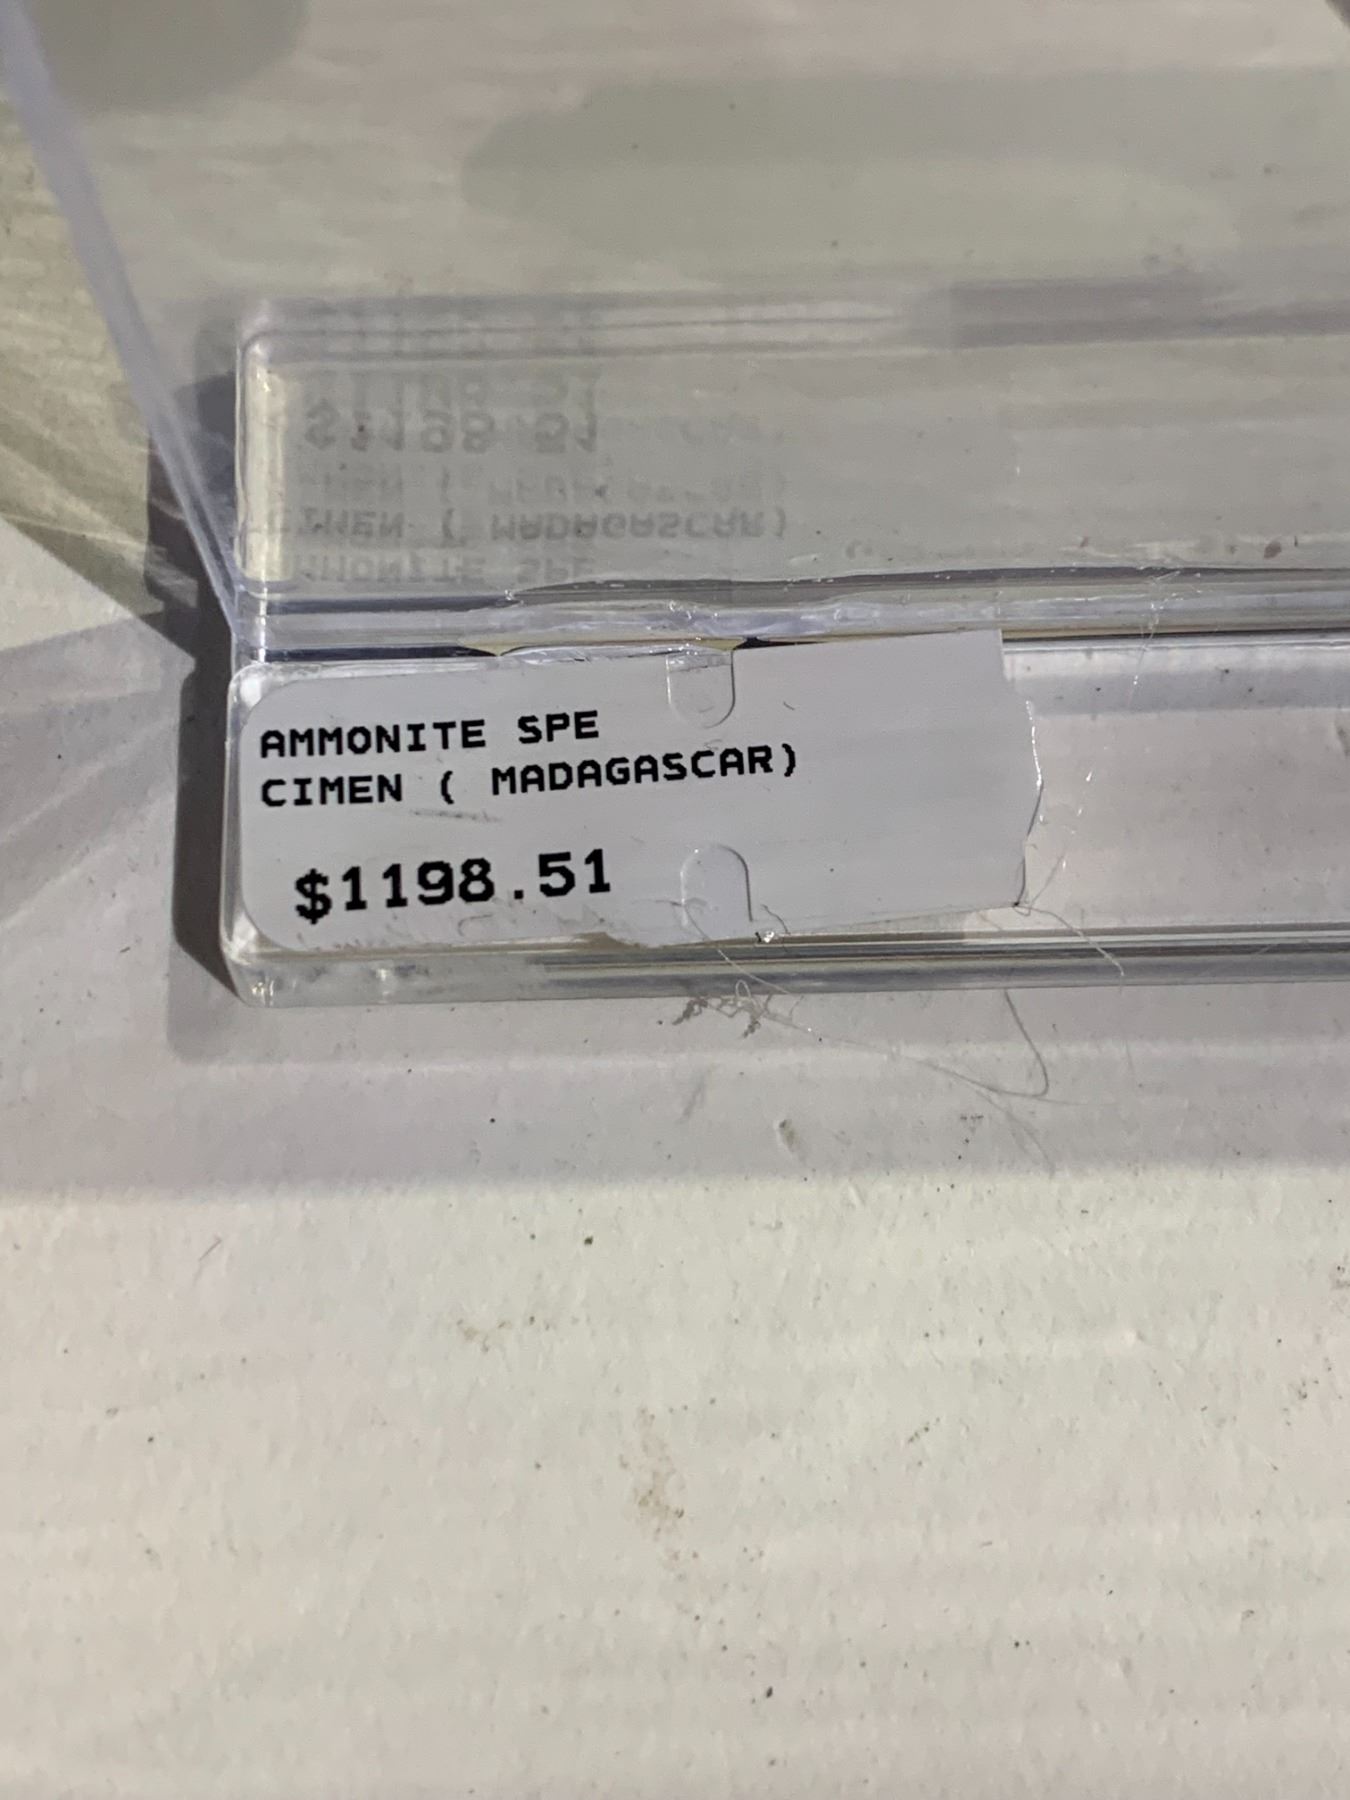 AMMONITE SPE
CIMEN ( MADAGASCAR)
$1198.51